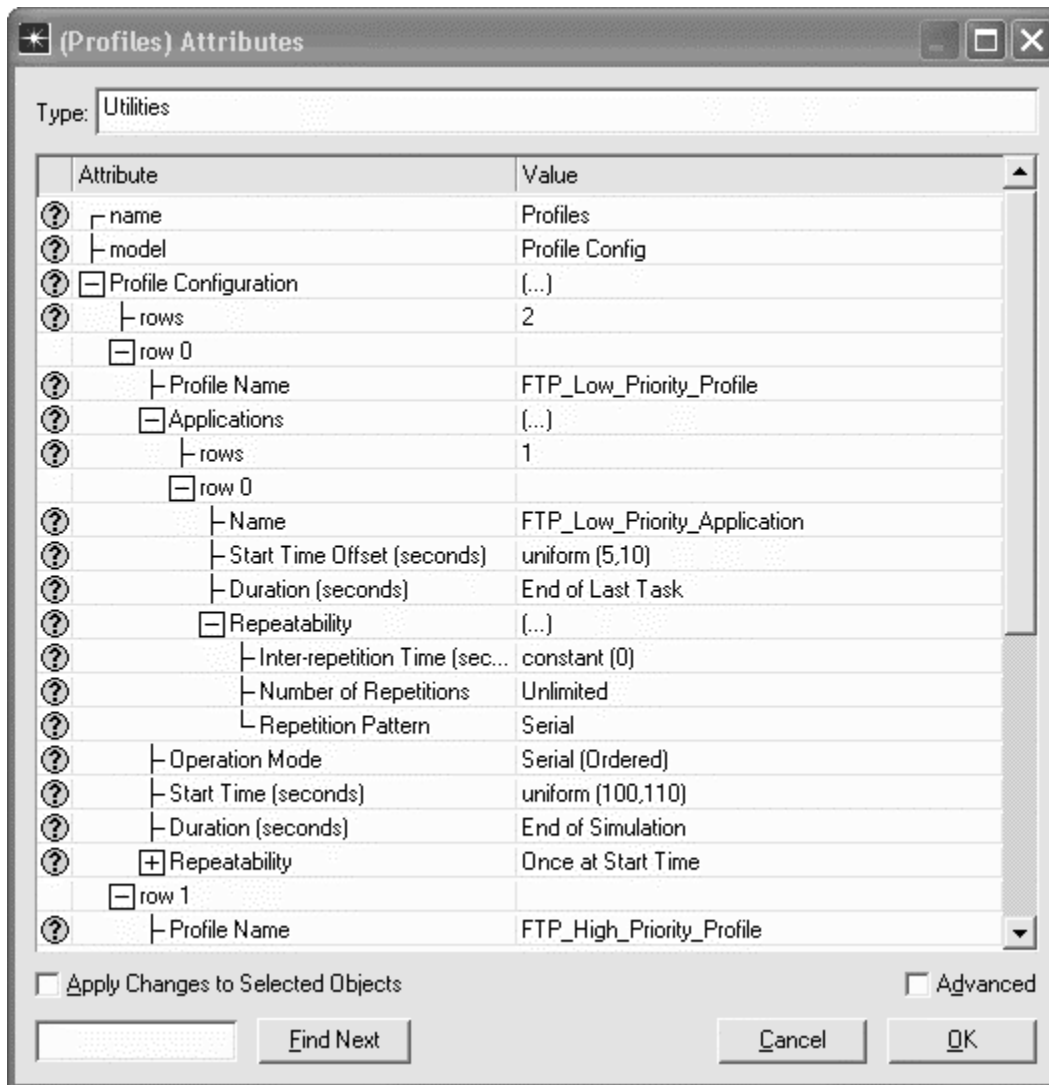 (Profiles) Attributes
Type: Utilities
Attribute Value
name Profiles
model Profile Config
Profile Configuration (...)
rows 2
row 0
Profile Name FTP_Low_Priority_Profile
Applications (...)
rows 1
row 0
Name FTP_Low_Priority_Application
Start Time Offset (seconds) uniform (5,10)
Duration (seconds) End of Last Task
Repeatability (...)
Inter-repetition Time (sec... constant (0)
Number of Repetitions Unlimited
Repetition Pattern Serial
Operation Mode Serial (Ordered)
Start Time (seconds) uniform (100,110)
Duration (seconds) End of Simulation
Repeatability Once at Start Time
row 1
Profile Name FTP_High_Priority_Profile
Apply Changes to Selected Objects Advanced
Find Next Cancel OK